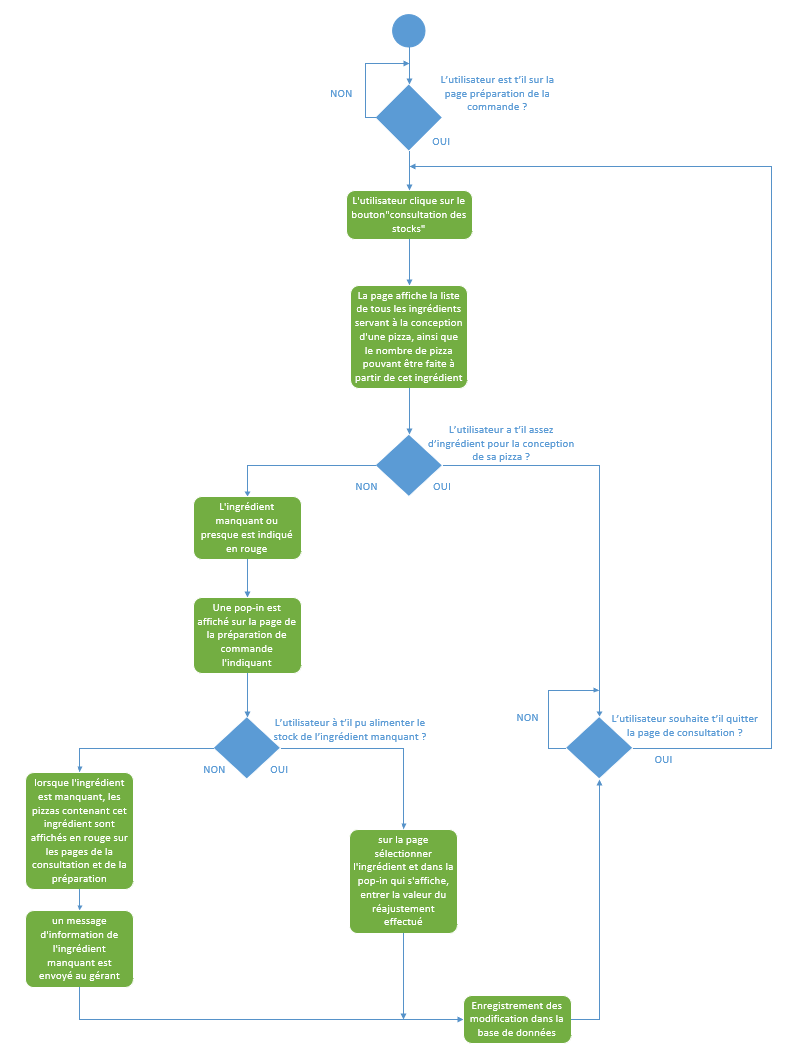 L'utilisateur est t'il sur la
page préparation de la
commande ?
NON
OUI
L'utilisateur clique sur le
bouton"consultation des
stocks"
La page affiche la liste
de tous les ingrédients
servant à la conception
d'une pizza, ainsi que
le nombre de pizza
pouvant être faite à
partir de cet ingrédient
L'utilisateur a t'il assez
d'ingrédient pour la conception
de sa pizza ?
NON
OUI
L'ingrédient
manquant ou
presque est indiqué
en rouge
Une pop-in est
affiché sur la page de
la préparation de
commande
l'indiquant
L'utilisateur à t'il pu alimenter le
stock de l'ingrédient manquant ?
NON
OUI
NON
L'utilisateur souhaite t'il quitter
la page de consultation ?
OUI
lorsque l'ingrédient
est manquant, les
pizzas contenant cet
ingrédient sont
affichés en rouge sur
les pages de la
consultation et de la
préparation
sur la page
sélectionner
l'ingrédient et dans la
pop-in qui s'affiche,
entrer la valeur du
réajustement
effectué
un message
d'information de
l'ingrédient
manquant est
envoyé au gérant
Enregistrement des
modification dans la
base de données